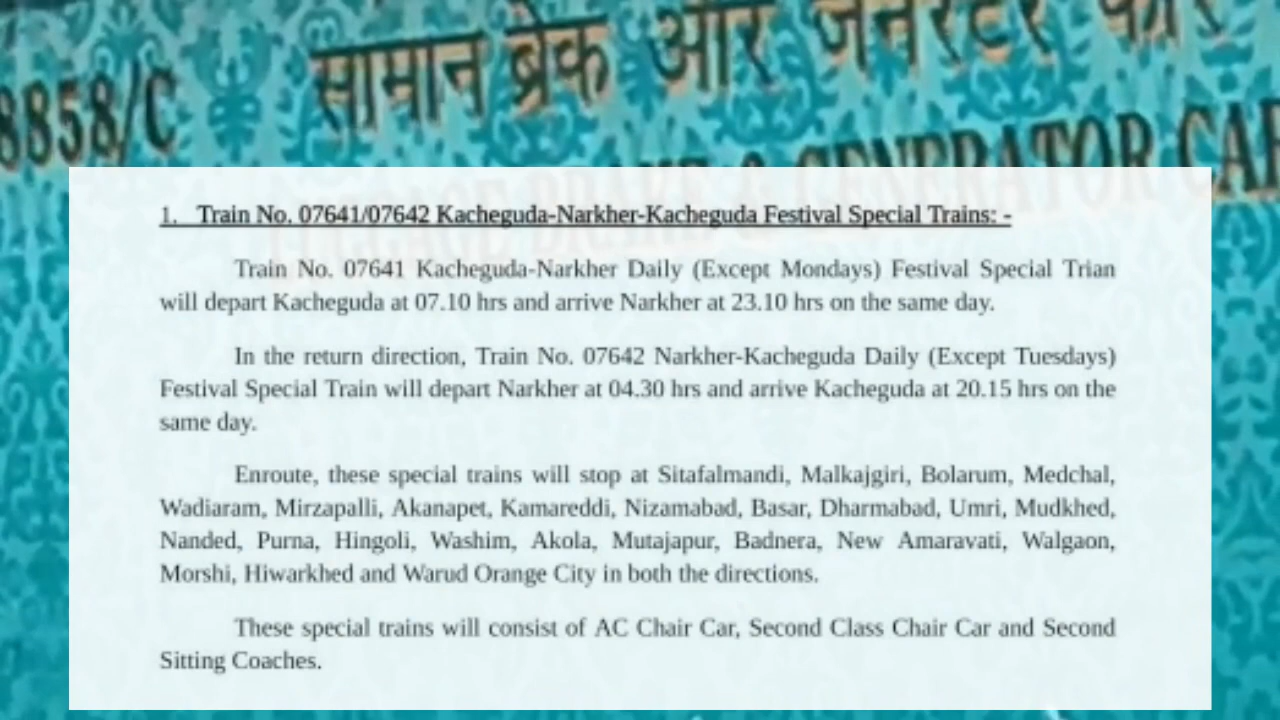 सामान ब्रेक और जनरेटर कार
8858/C
BRAKE & GENERATOR CAR
1. Train No. 07641/07642 Kacheguda-Narkher-Kacheguda Festival Special Trains: -
Train No. 07641 Kacheguda-Narkher Daily (Except Mondays) Festival Special Trian
will depart Kacheguda at 07.10 hrs and arrive Narkher at 23.10 hrs on the same day.
In the return direction, Train No. 07642 Narkher-Kacheguda Daily (Except Tuesdays)
Festival Special Train will depart Narkher at 04.30 hrs and arrive Kacheguda at 20.15 hrs on the
same day.
Enroute, these special trains will stop at Sitafalmandi, Malkajgiri, Bolarum, Medchal,
Wadiaram, Mirzapalli, Akanapet, Kamareddi, Nizamabad, Basar, Dharmabad, Umri, Mudkhed,
Nanded, Purna, Hingoli, Washim, Akola, Mutajapur, Badnera, New Amaravati, Walgaon,
Morshi, Hiwarkhed and Warud Orange City in both the directions.
These special trains will consist of AC Chair Car, Second Class Chair Car and Second
Sitting Coaches.